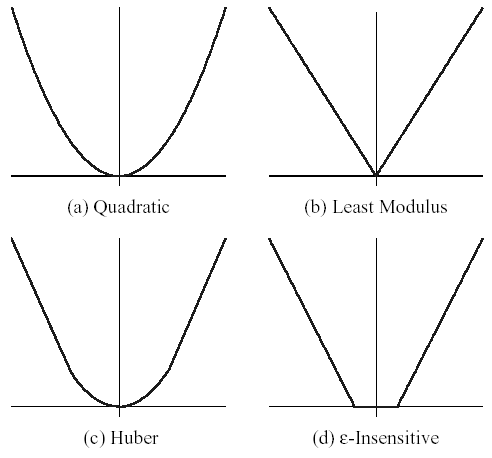 (a) Quadratic
(b) Least Modulus
(c) Huber
(d) ε-Insensitive